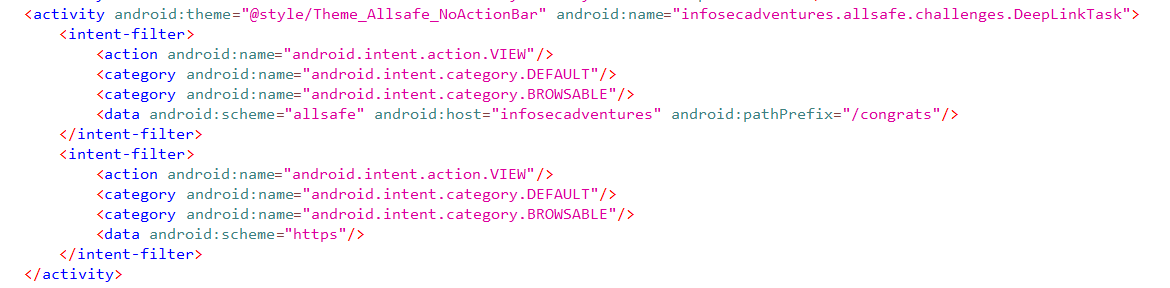 <activity android:theme="@style/Theme_Allsafe_NoActionBar" android:name="infosecadventures.allsafe.challenges.DeepLinkTask">
<intent-filter>
<action android:name="android.intent.action.VIEW"/>
<category android:name="android.intent.category.DEFAULT"/>
<category android:name="android.intent.category.BROWSABLE"/>
<data android:scheme="allsafe" android:host="infosecadventures" android:pathPrefix="/congrats"/>
</intent-filter>
<intent-filter>
<action android:name="android.intent.action.VIEW"/>
<category android:name="android.intent.category.DEFAULT"/>
<category android:name="android.intent.category.BROWSABLE"/>
<data android:scheme="https"/>
</intent-filter>
</activity>